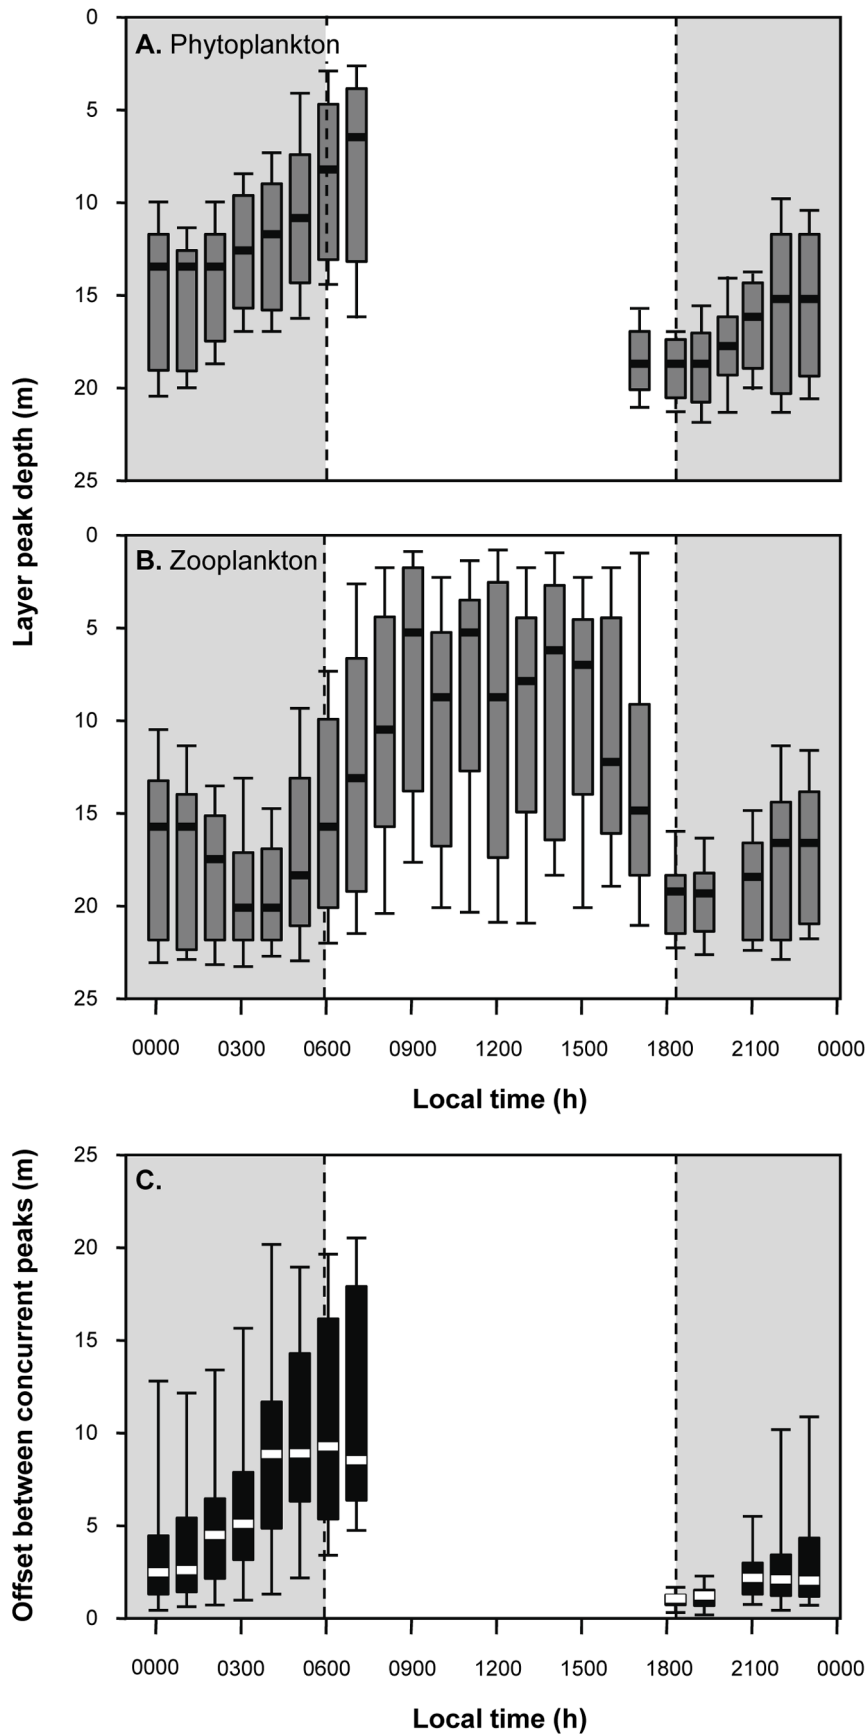 0
A. Phytoplankton
5
10
15
20
25
Layer peak depth (m)
0
B. Zooplankton
5
10
15
20
25
0000 0300 0600 0900 1200 1500 1800 2100 0000
Local time (h)
Offset between concurrent peaks (m)
25
C.
20
15
10
5
0
0000 0300 0600 0900 1200 1500 1800 2100 0000
Local time (h)